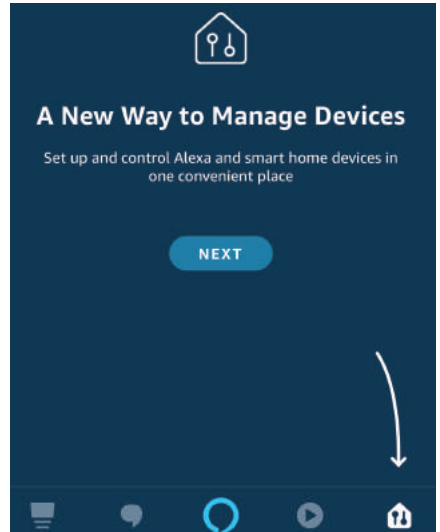 A New Way to Manage Devices
Set up and control Alexa and smart home devices in
one convenient place
NEXT